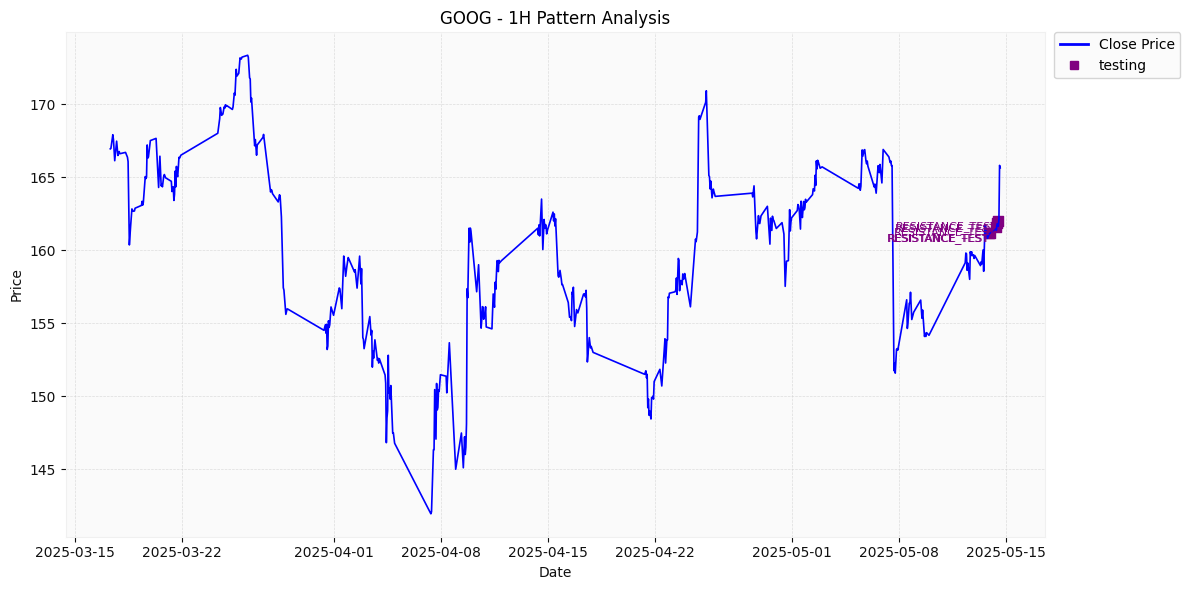 GOOG - 1H Pattern Analysis
Close Price
testing
170
165
160
155
150
145
Price
RESISTANCE_TEST
RESISTANCE_TEST
RESISTANCE_TEST
2025-03-15
2025-03-22
2025-04-01
2025-04-08
2025-04-15
2025-04-22
2025-05-01
2025-05-08
2025-05-15
Date